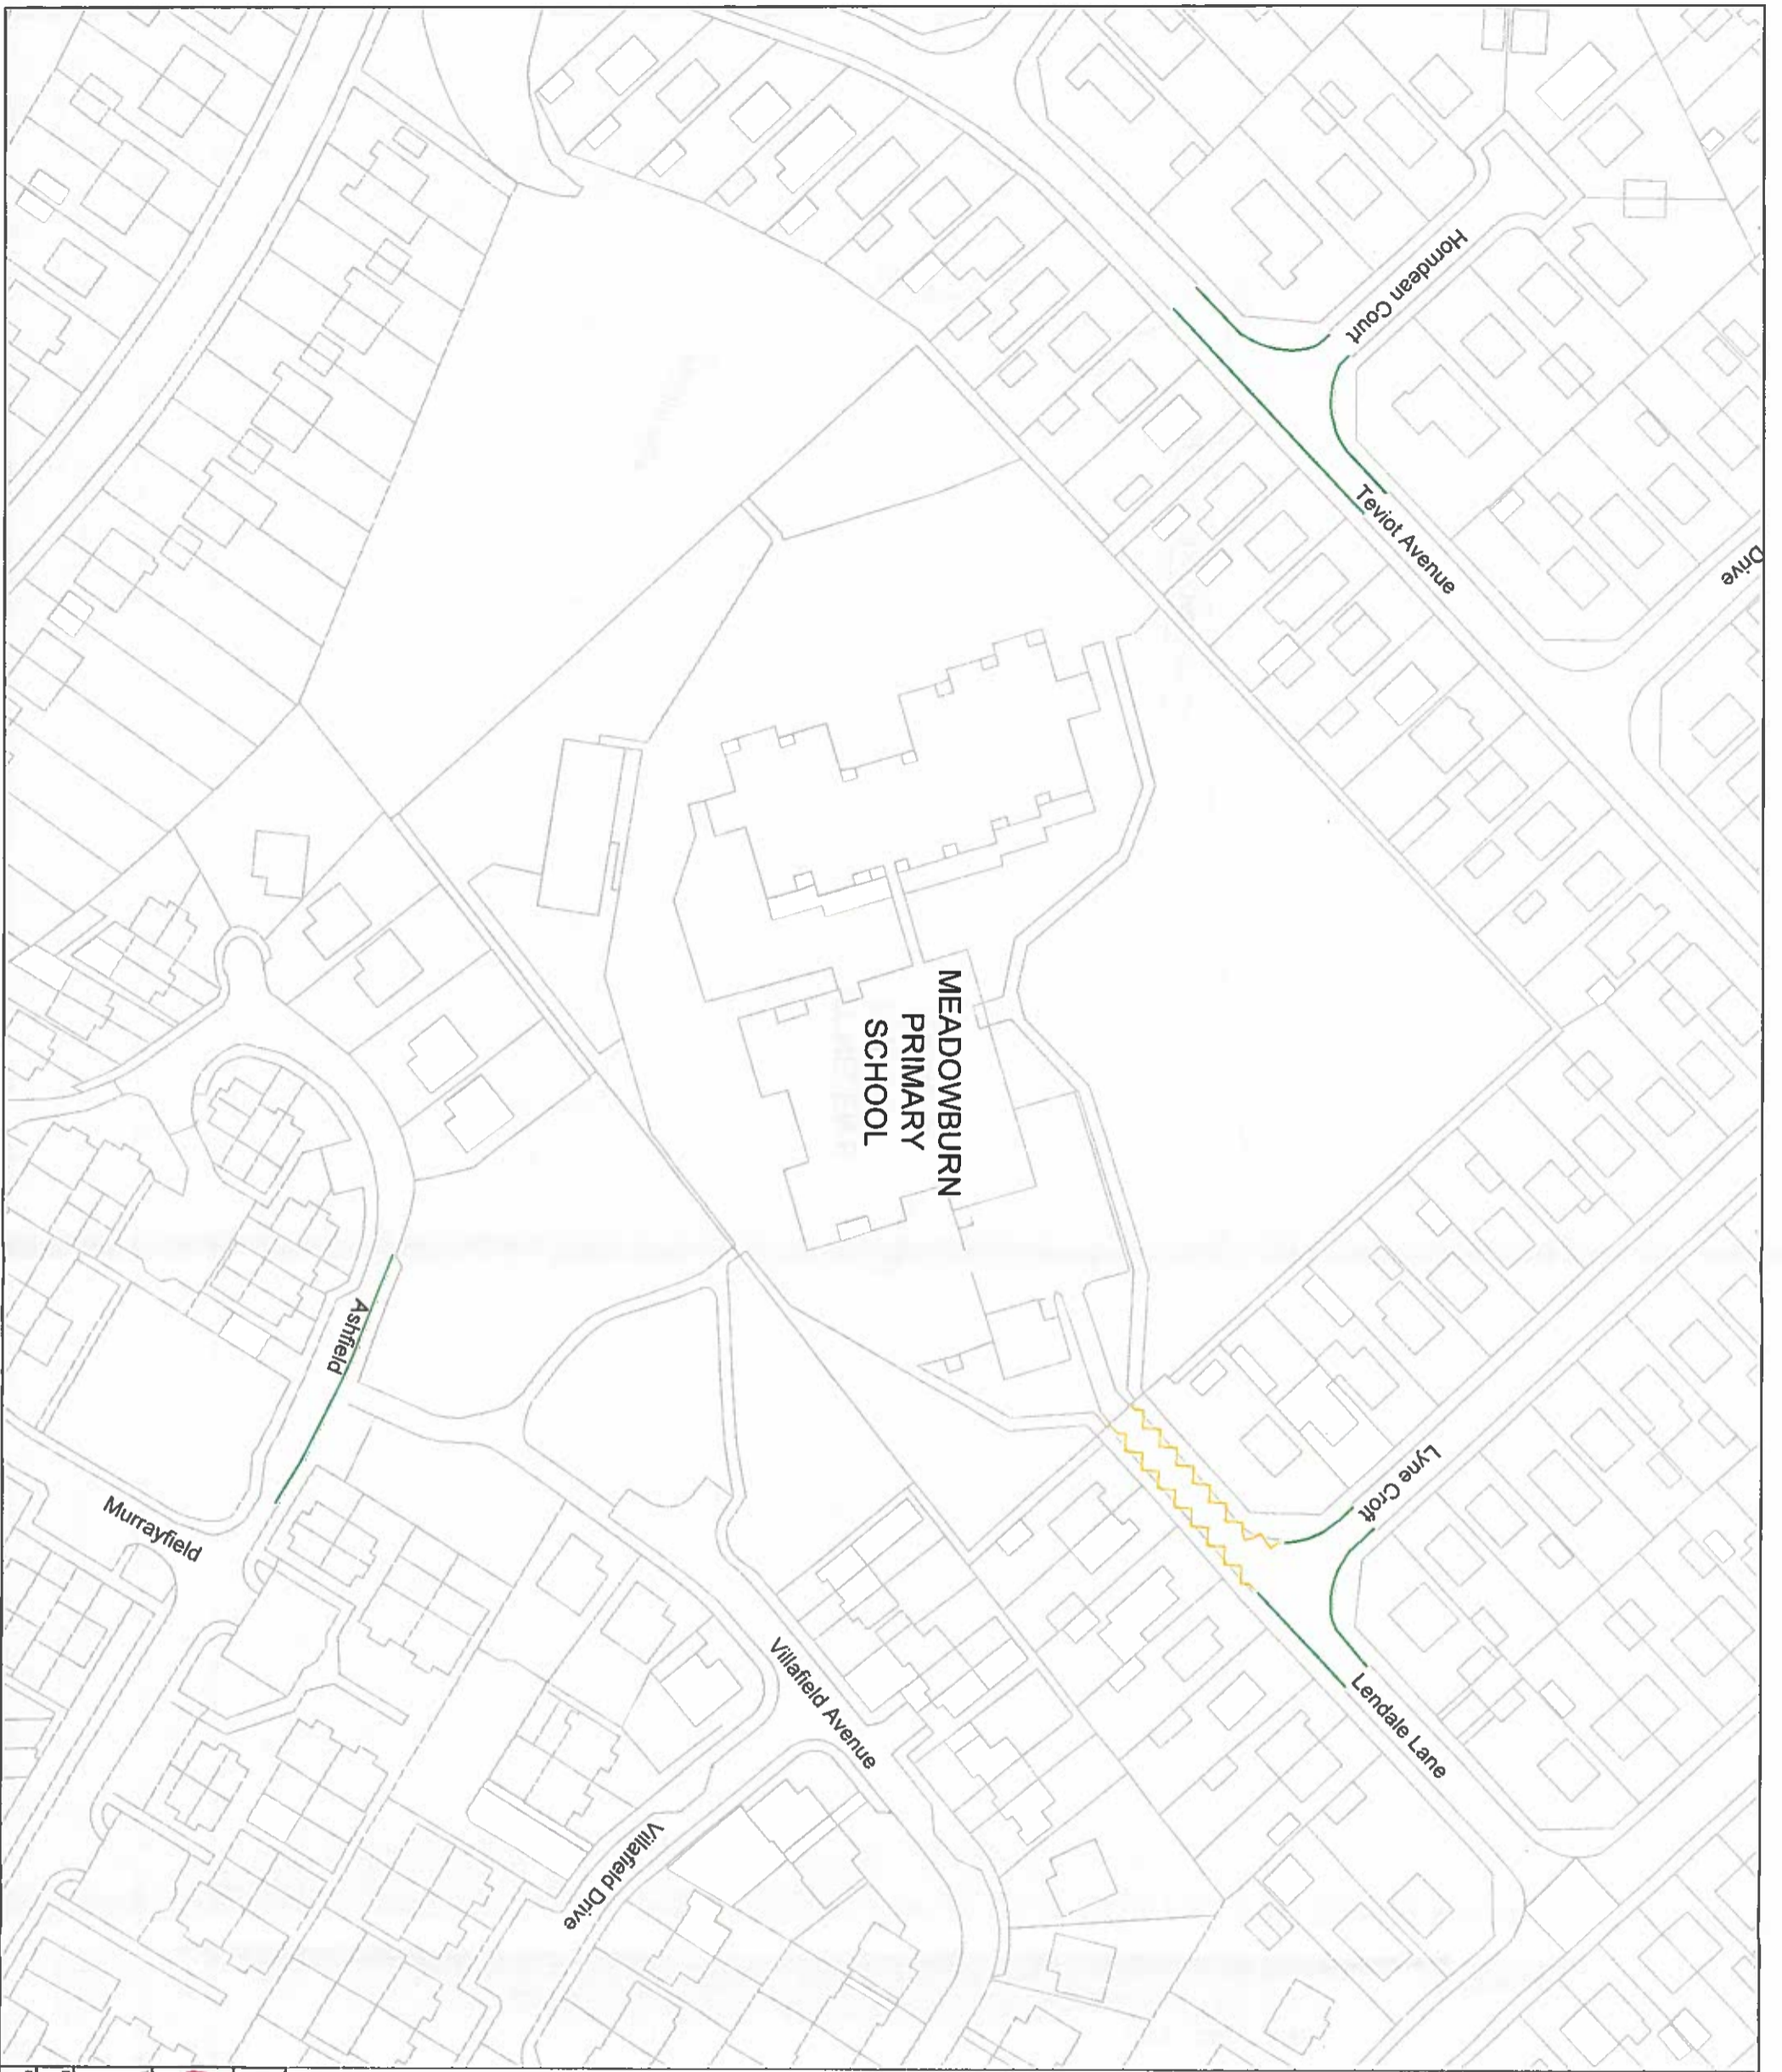 Horndean Court
Teviot Avenue
Drive
MEADOWBURN
PRIMARY
SCHOOL
Ashfield
Lyne Croft
Murrayfield
Villafield Avenue
Lendale Lane
Villafield Drive